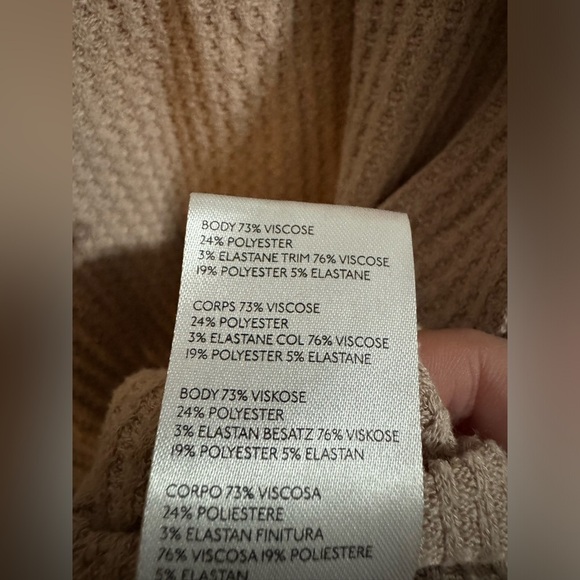 BODY 73% VISCOSE
24% POLYESTER
3% ELASTANE TRIM 76% VISCOSE
19% POLYESTER 5% ELASTANE
CORPS 73% VISCOSE
24% POLYESTER
3% ELASTANE COL 76% VISCOSE
19% POLYESTER 5% ELASTANE
BODY 73% VISKOSE
24% POLYESTER
3% ELASTAN BESATZ 76% VISKOSE
19% POLYESTER 5% ELASTAN
CORPO 73% VISCOSA
24% POLIESTERE
3% ELASTAN FINITURA
76% VISCOSA 19% POLIESTERE
5% ELASTAN